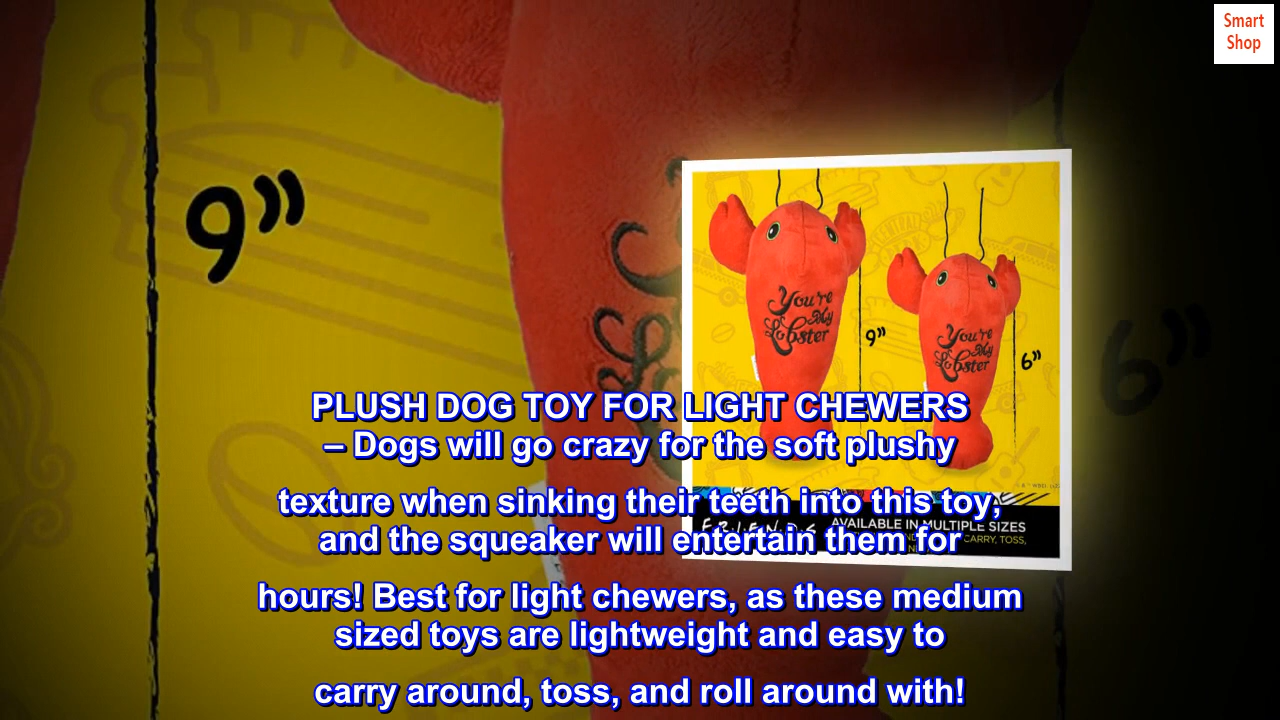 Smart
Shop
9”
You're
My
Lobster
9”
You're
My
Lobster
6”
6”
PLUSH DOG TOY FOR LIGHT CHEWERS
– Dogs will go crazy for the soft plushy
texture when sinking their teeth into this toy;
and the squeaker will entertain them for
hours! Best for light chewers, as these medium
sized toys are lightweight and easy to
carry around, toss, and roll around with!
F·R·I·E·N·D·S
AVAILABLE IN MULTIPLE SIZES
CARRY, TOSS,